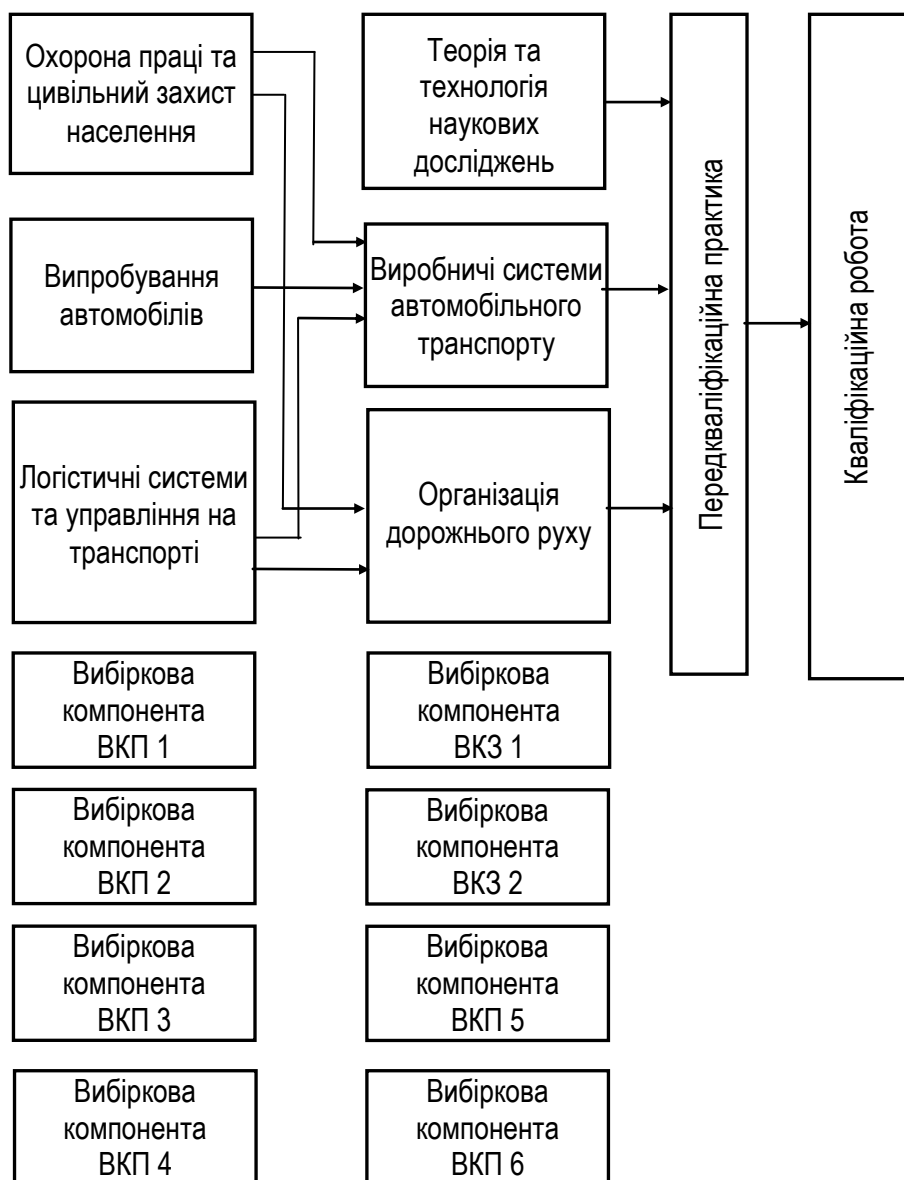 Охорона праці та
цивільний захист
населення
Теорія та
технологія
наукових
досліджень
Випробування
автомобілів
Виробничі системи
автомобільного
транспорту
Логістичні системи
та управління на
транспорті
Організація
дорожнього руху
Передкваліфікаційна практика
Кваліфікаційна робота
Вибіркова
компонента
ВКП 1
Вибіркова
компонента
ВКЗ 1
Вибіркова
компонента
ВКП 2
Вибіркова
компонента
ВКЗ 2
Вибіркова
компонента
ВКП 3
Вибіркова
компонента
ВКП 5
Вибіркова
компонента
ВКП 4
Вибіркова
компонента
ВКП 6